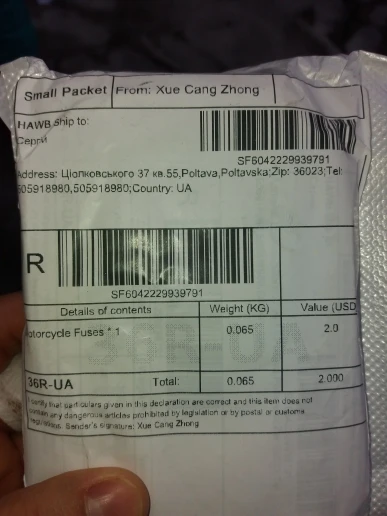 Small Packet From: Xue Cang Zhong
HAWB Ship to:
SF6042229939791
Address: Ціолковського 37 кв.55,Poltava,Poltavska;Zip: 36023;Tel:
505918980,505918980;Country: UA
R
SF6042229939791
Details of contents Weight (KG) Value (USD
otorcycle Fuses * 1 0.065 2.0
36R-UA
36R-UA Total: 0.065 2.000
certify that particulars given in this declaration are correct and this item does not
contain any dangerous articles prohibited by legislation or by postal or customs
regulations. Sender's signature: Xue Cang Zhong